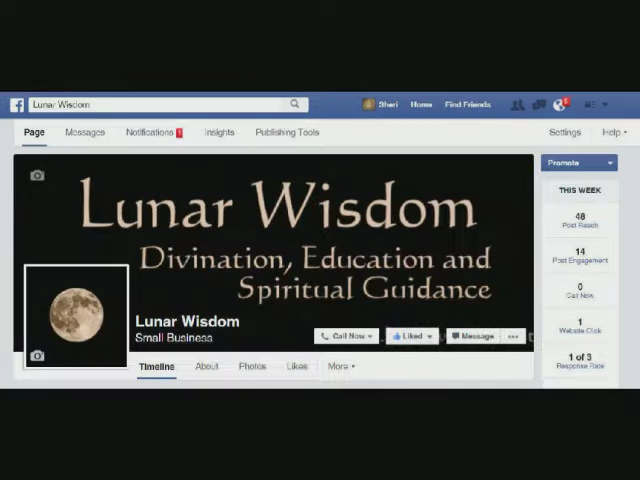 Lunar Wisdom
Sheri Home Find Friends
Page Messages Notifications Insights Publishing Tools Settings Help
Promote
THIS WEEK
48
Post Reach
14
Post Engagement
0
Call Now
1
Website Click
1 of 3
Response Rate
Lunar Wisdom
Divination, Education and
Spiritual Guidance
Lunar Wisdom
Small Business
Call Now Liked Message ...
Timeline About Photos Likes More